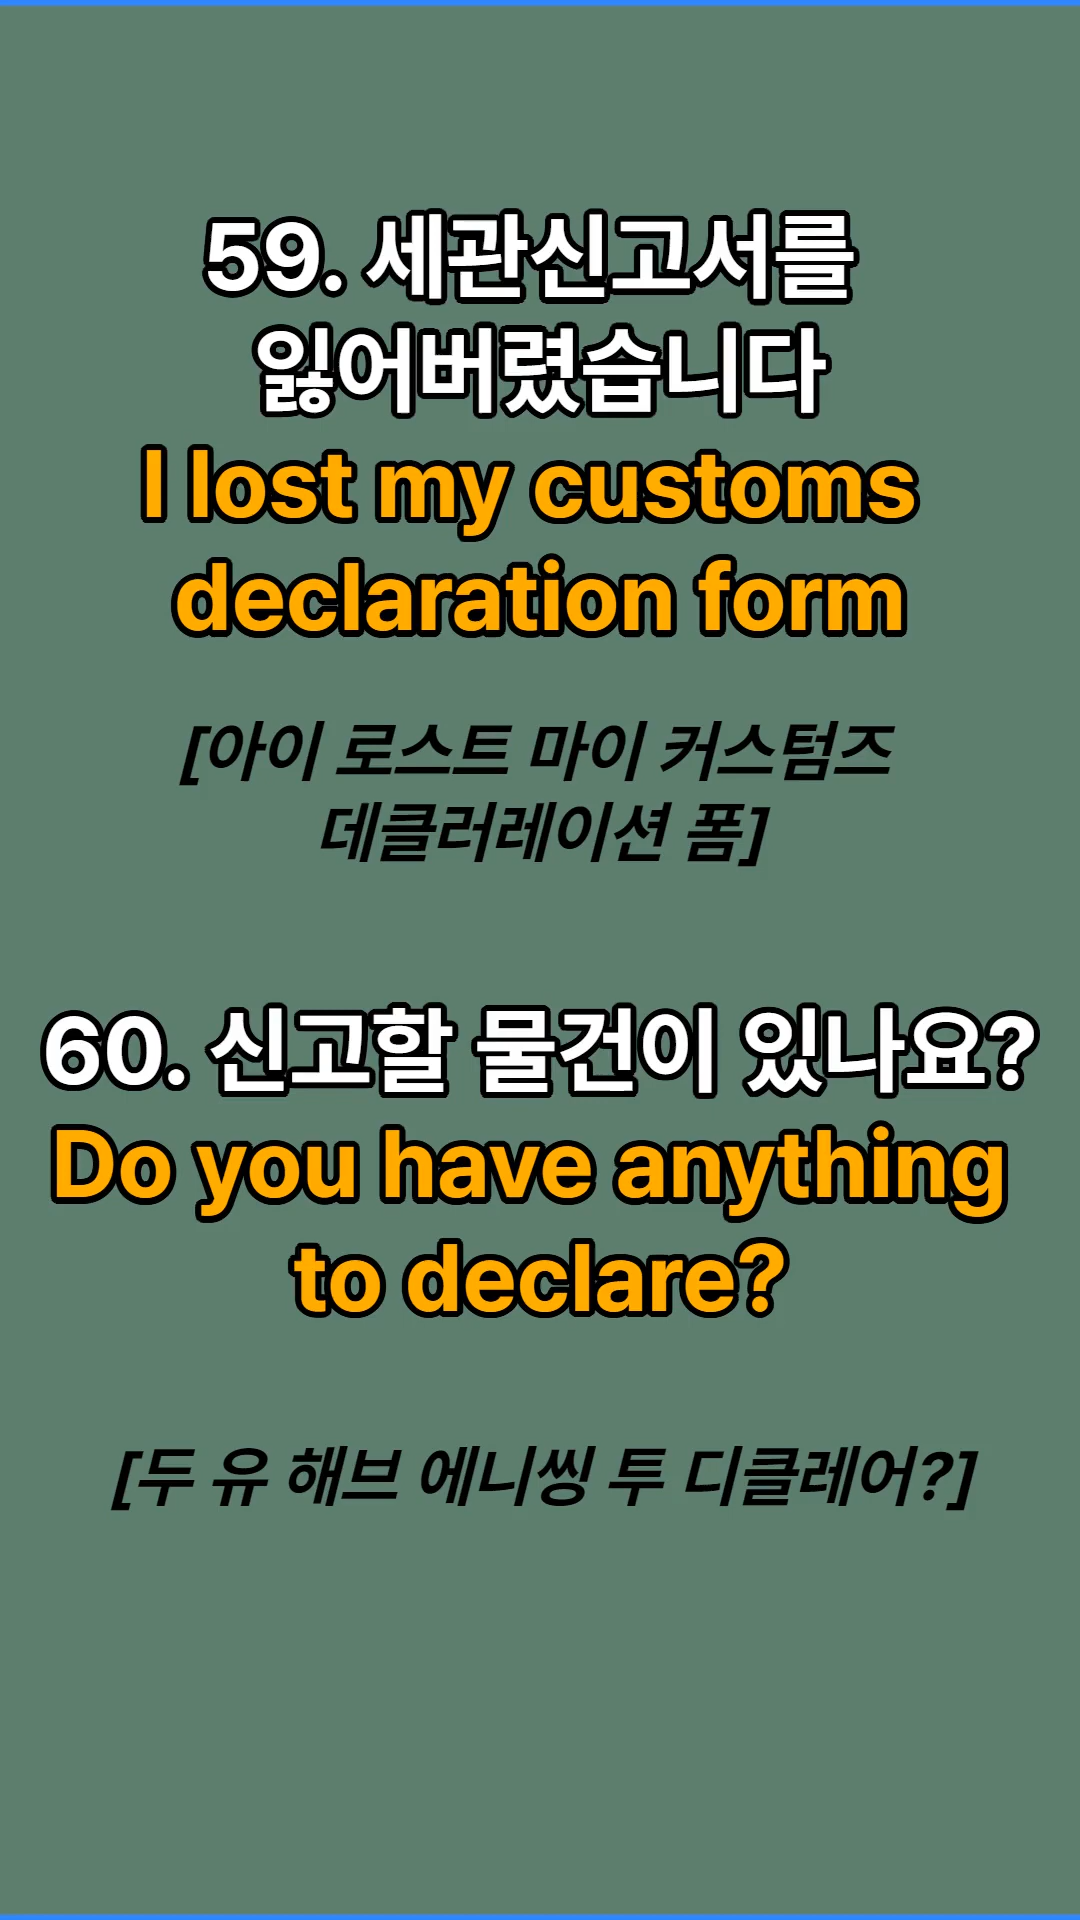 59. 세관신고서를
잃어버렸습니다
I lost my customs
declaration form
[아이 로스트 마이 커스텀즈
데클러레이션 폼]
60. 신고할 물건이 있나요?
Do you have anything
to declare?
[두 유 해브 에니씽 투 디클레어?]